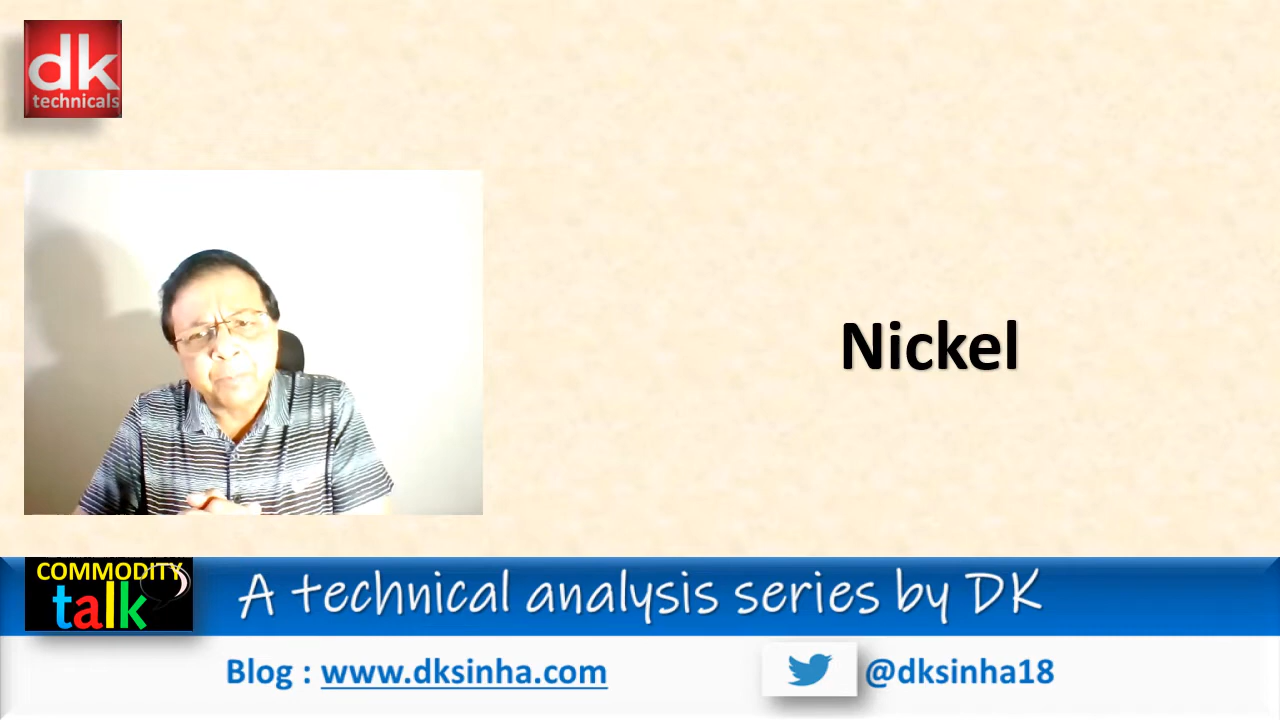 dk
technicals
Nickel
COMMODITY
talk
A technical analysis series by DK
Blog : www.dksinha.com
@dksinha18